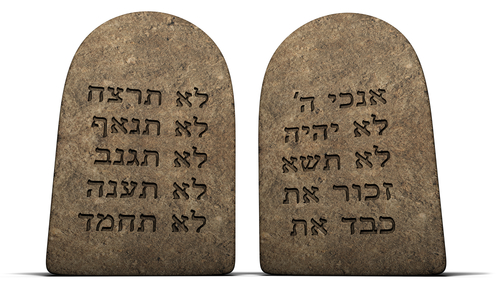 אנכי ה'
לא יהיה
לא תשא
זכור את
כבד את
לא תרצח
לא תנאף
לא תגנב
לא תענה
לא תחמד